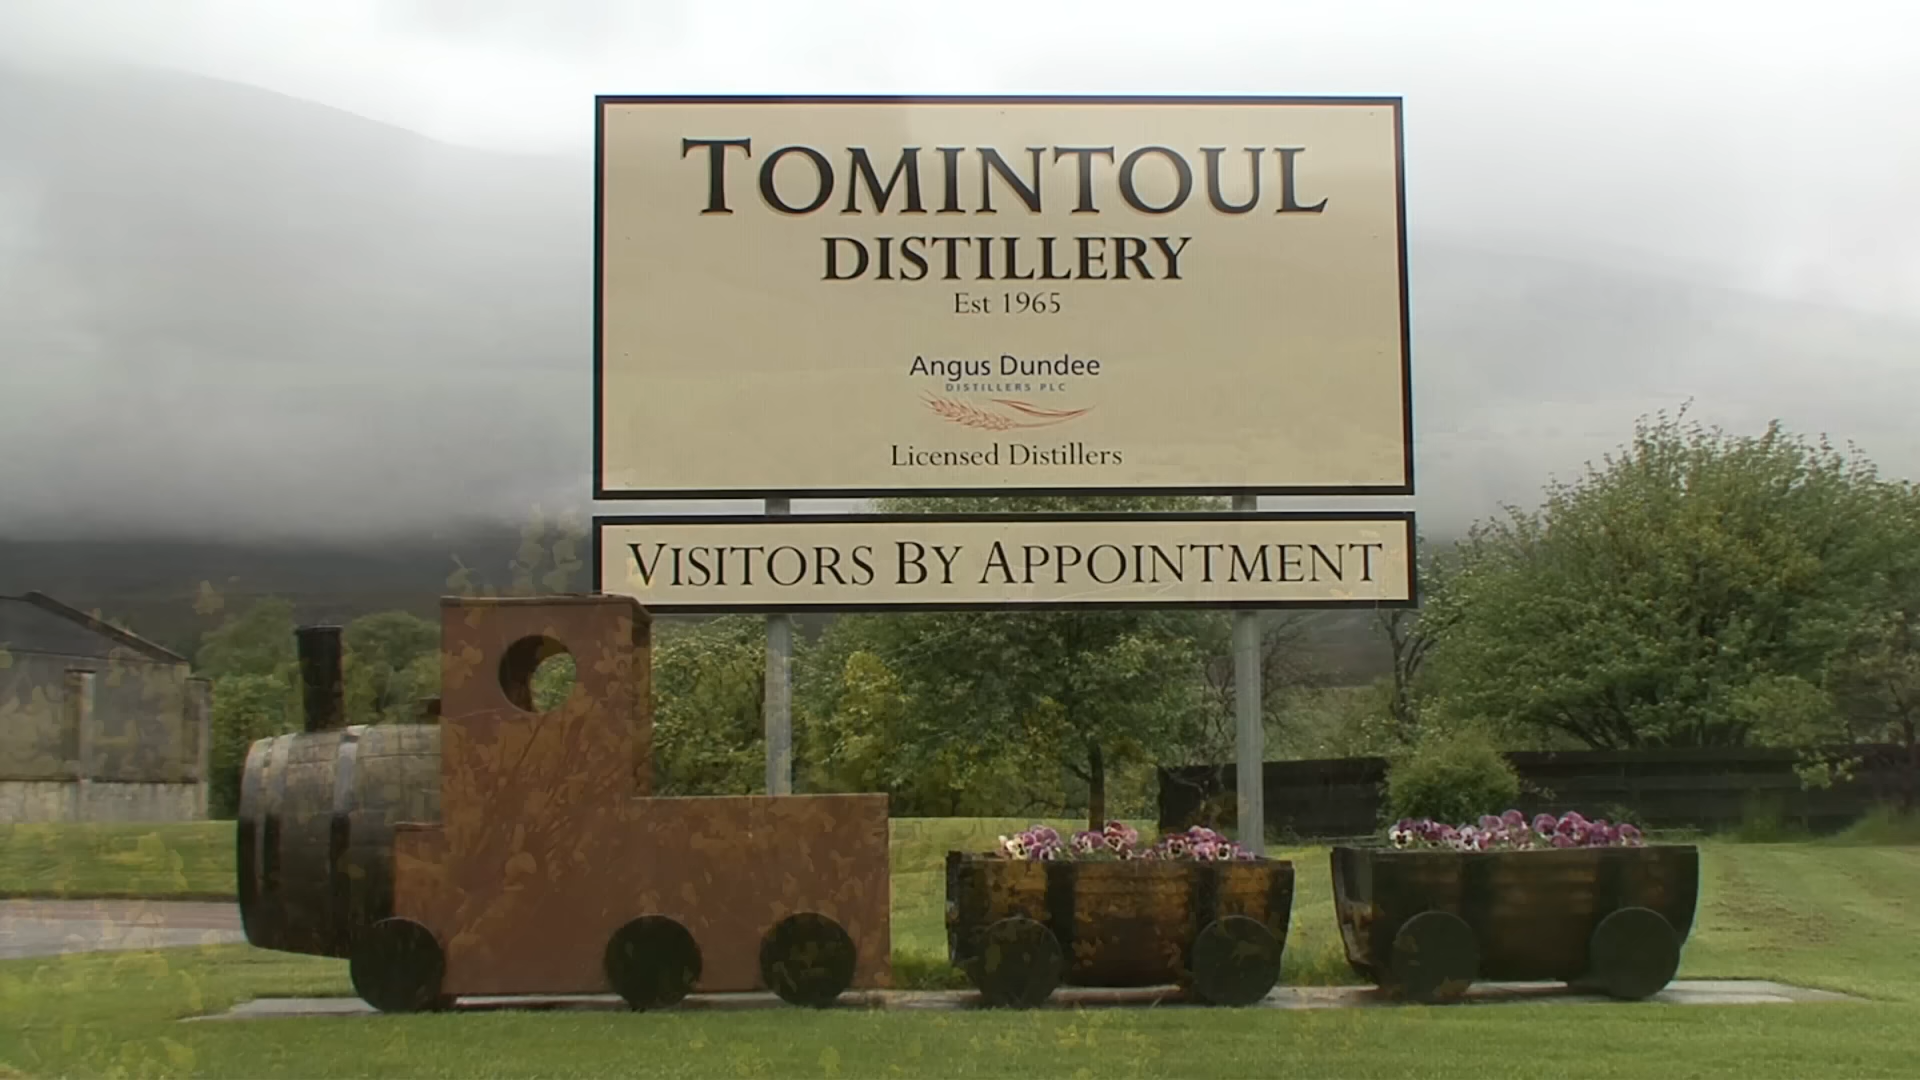 TOMINTOUL
DISTILLERY
Est 1965
Angus Dundee
DISTILLERS PLC
Licensed Distillers
VISITORS BY APPOINTMENT